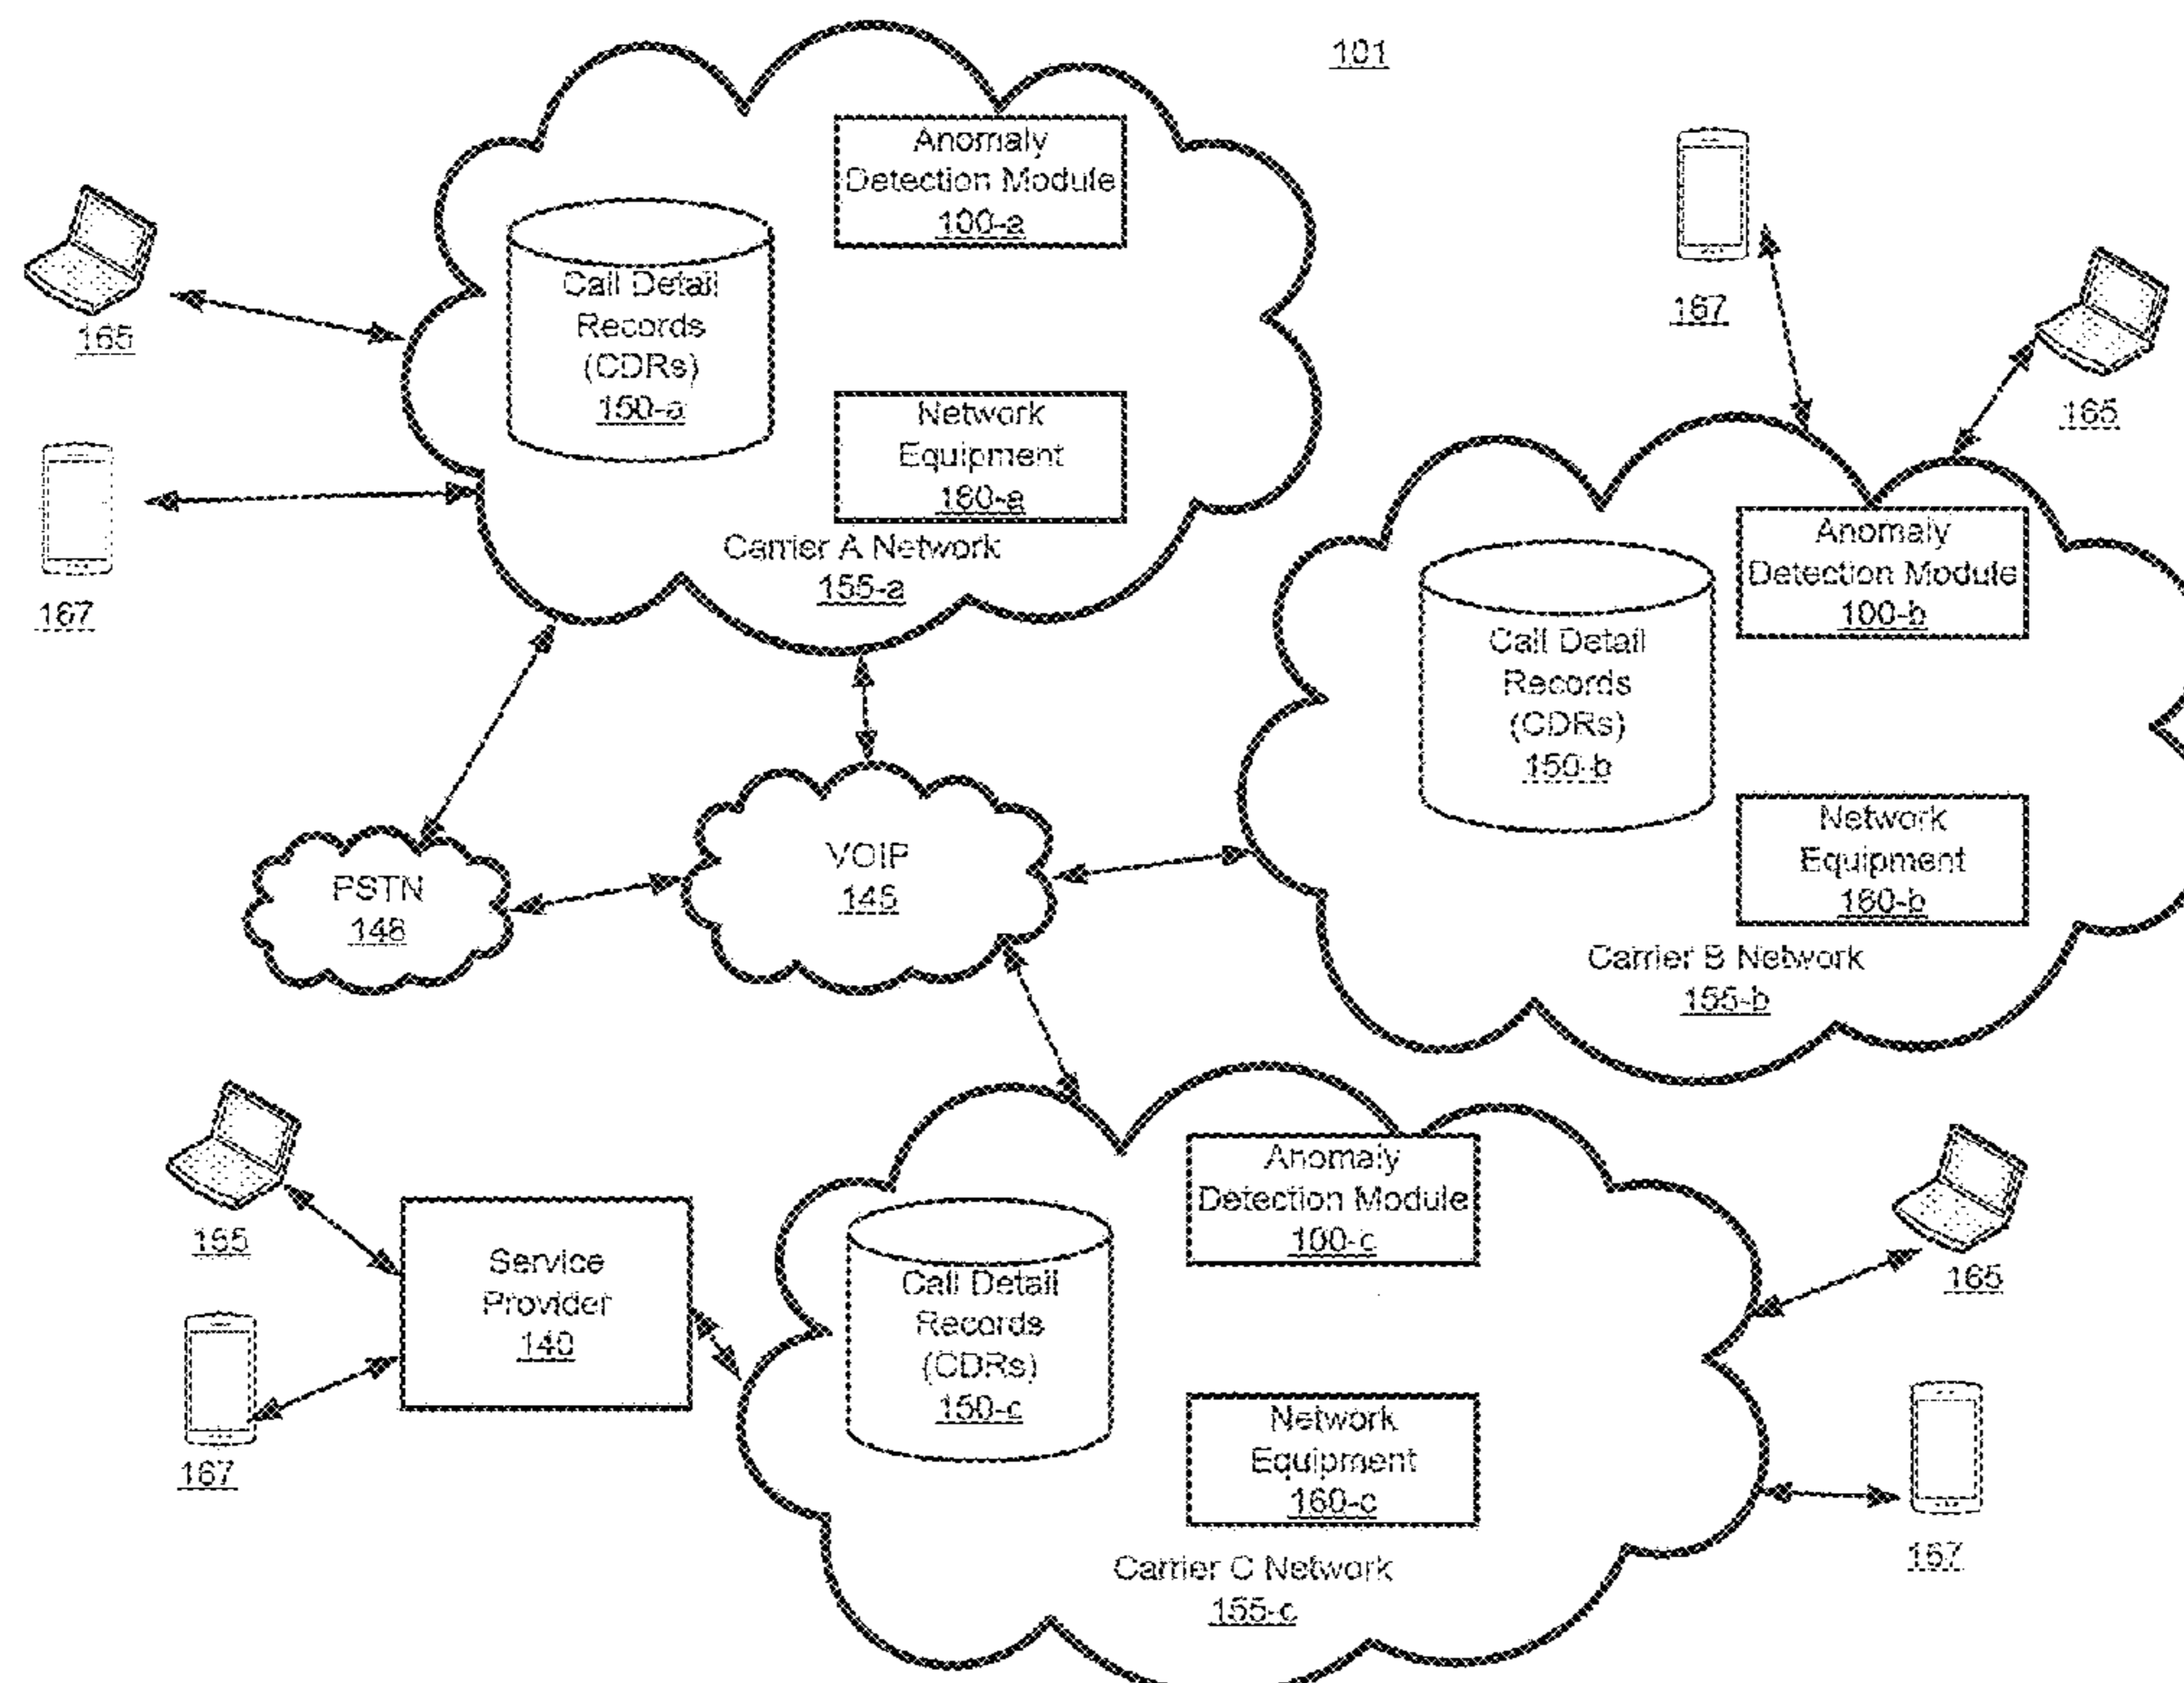 101
Anomaly
Detection Module
100-a
Call Detail
Records
(CDRs)
150-a
Network
Equipment
160-a
Carrier A Network
155-a
165
167
167
165
Anomaly
Detection Module
100-b
Call Detail
Records
(CDRs)
150-b
Network
Equipment
160-b
Carrier B Network
155-b
PSTN
148
VOIP
145
Anomaly
Detection Module
100-c
Call Detail
Records
(CDRs)
150-c
Network
Equipment
160-c
Carrier C Network
155-c
165
Service
Provider
140
167
165
167